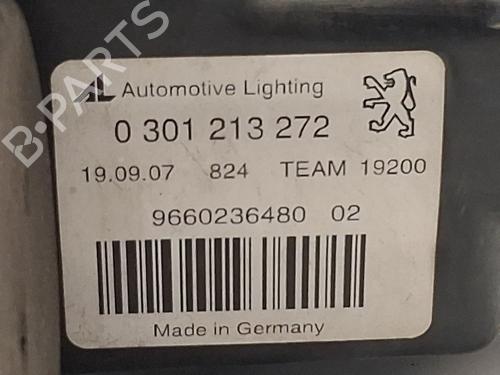 B-PARTS
AL Automotive Lighting
0 301 213 272
19.09.07 824 TEAM 19200
9660236480 02
Made in Germany